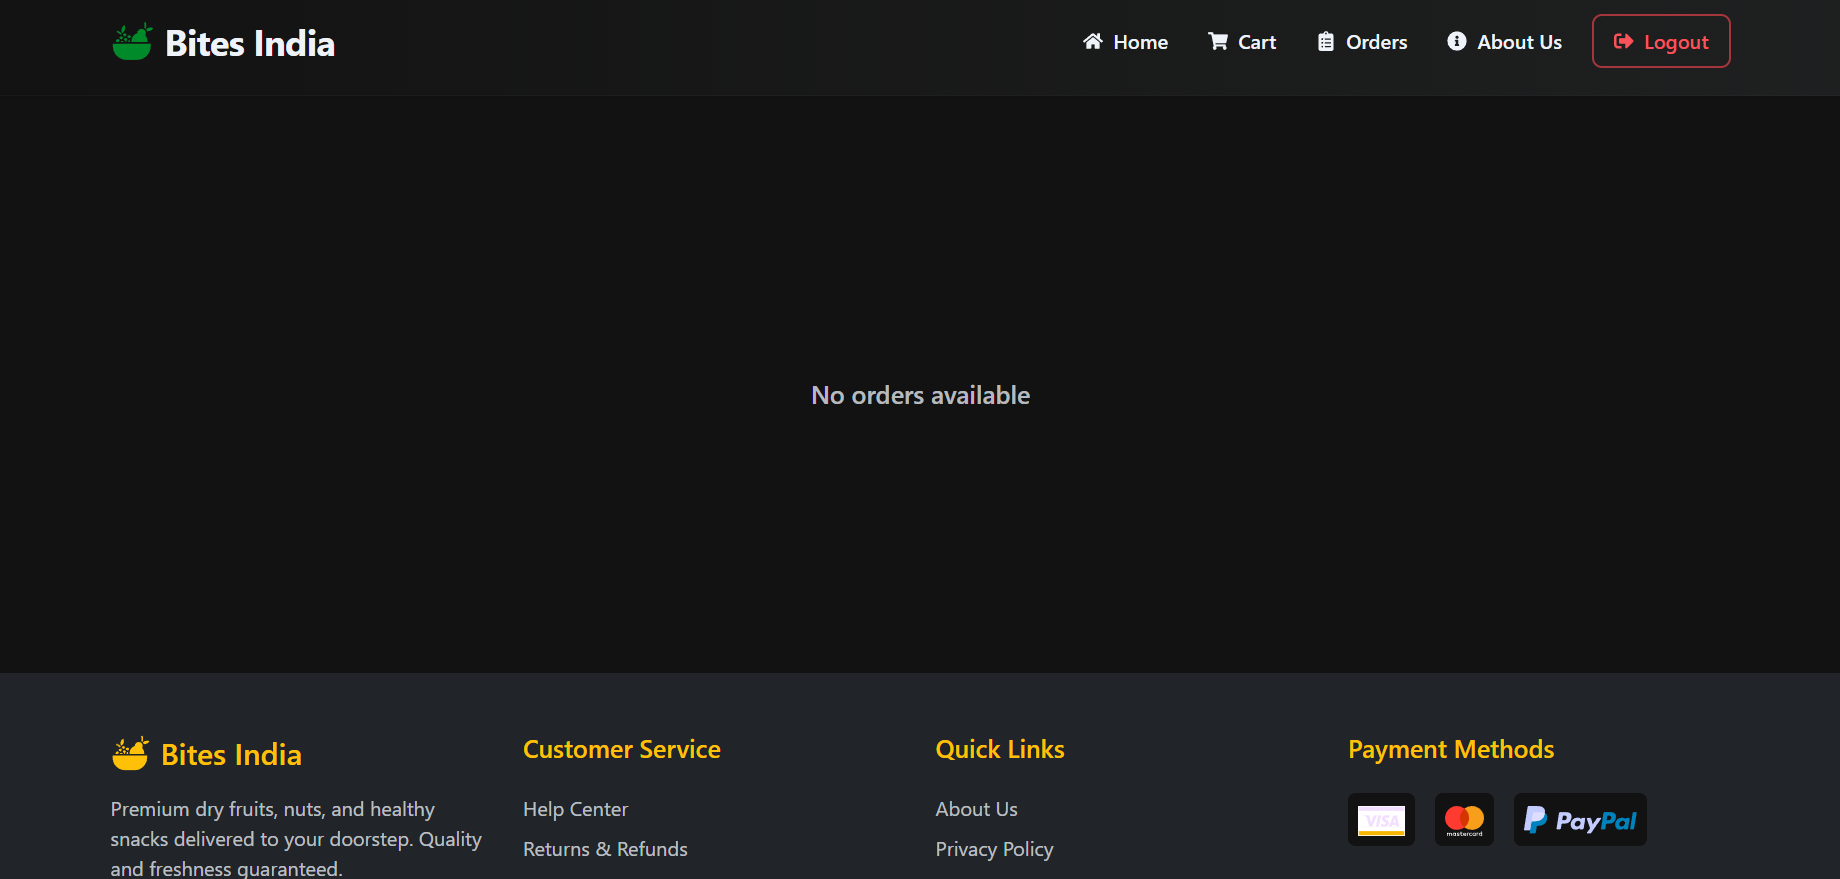 Bites India
Home
Cart
Orders
About Us
Logout
No orders available
Bites India
Premium dry fruits, nuts, and healthy
snacks delivered to your doorstep. Quality
and freshness guaranteed.
Customer Service
Help Center
Returns & Refunds
Quick Links
About Us
Privacy Policy
Payment Methods
VISA
mastercard
PayPal